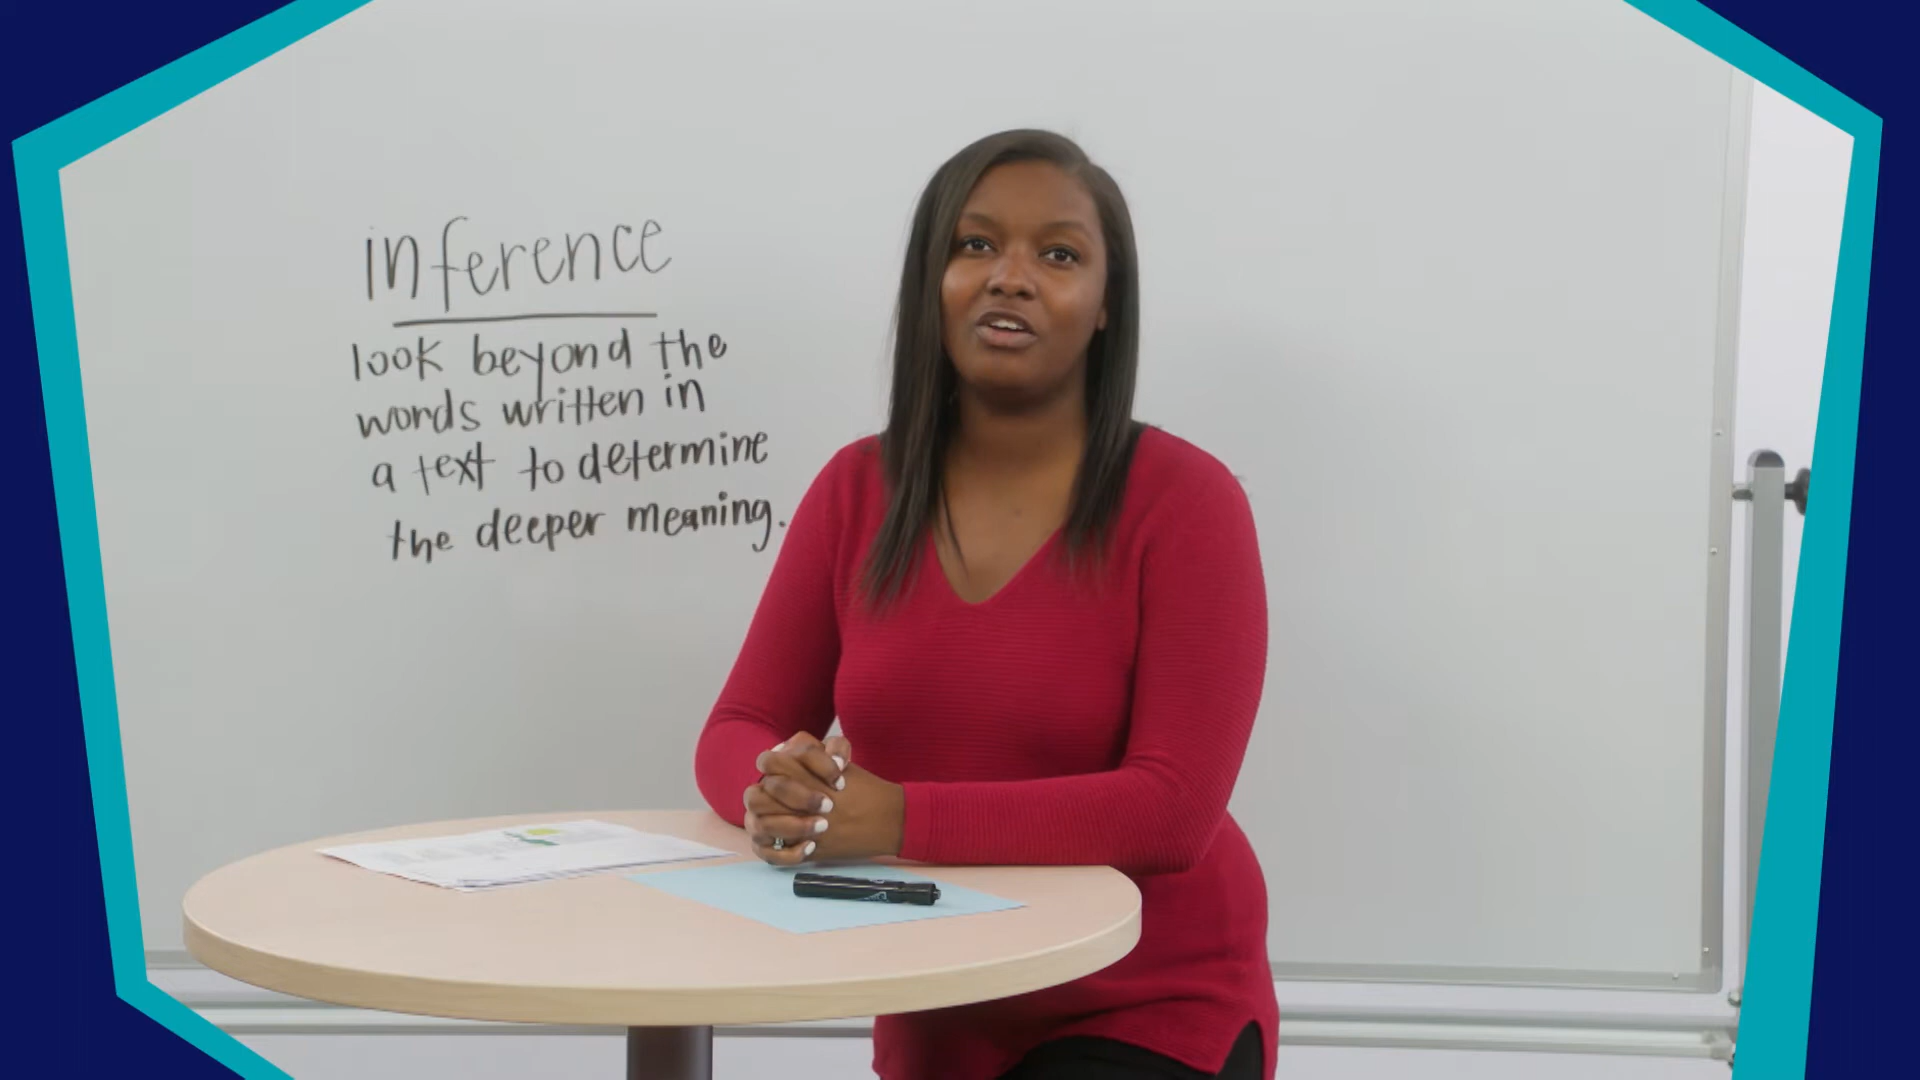 inference
look beyond the
words written in
a text to determine
the deeper meaning.